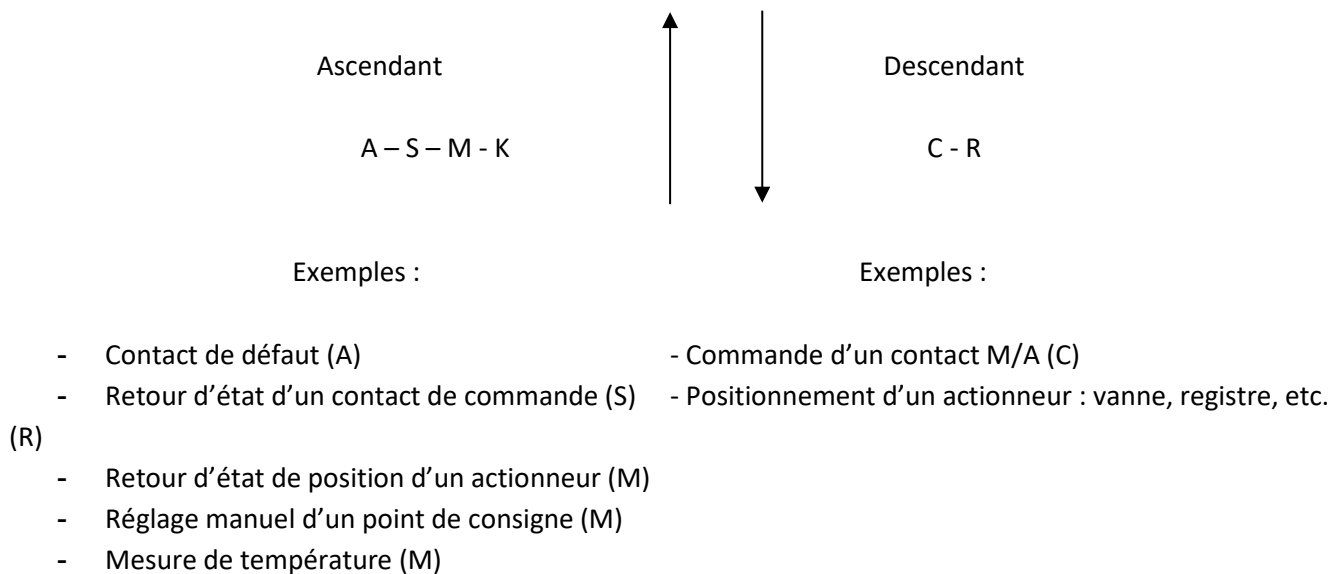 Ascendant Descendant
A – S – M - K C - R
Exemples : Exemples :
- Contact de défaut (A) - Commande d’un contact M/A (C)
- Retour d’état d’un contact de commande (S) - Positionnement d’un actionneur : vanne, registre, etc.
(R)
- Retour d’état de position d’un actionneur (M)
- Réglage manuel d’un point de consigne (M)
- Mesure de température (M)